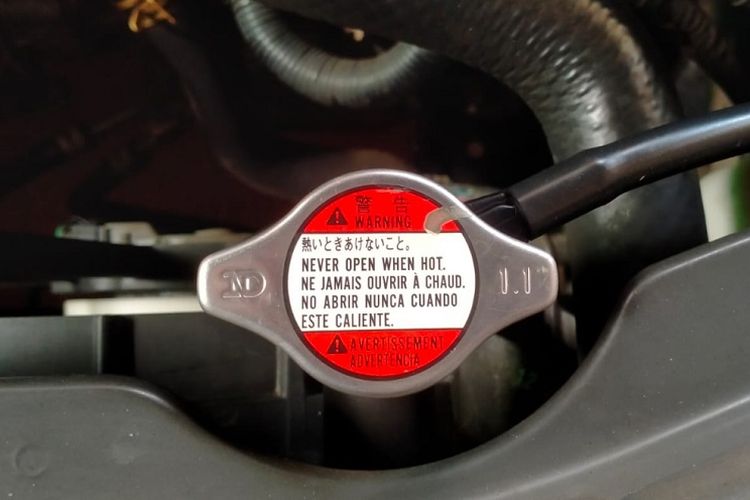 警告
WARNING
熱いときあけないこと。
NEVER OPEN WHEN HOT.
NE JAMAIS OUVRIR À CHAUD.
NO ABRIR NUNCA CUANDO
ESTE CALIENTE.
AVERTISSEMENT
ADVERTENCIA
ND
1.1